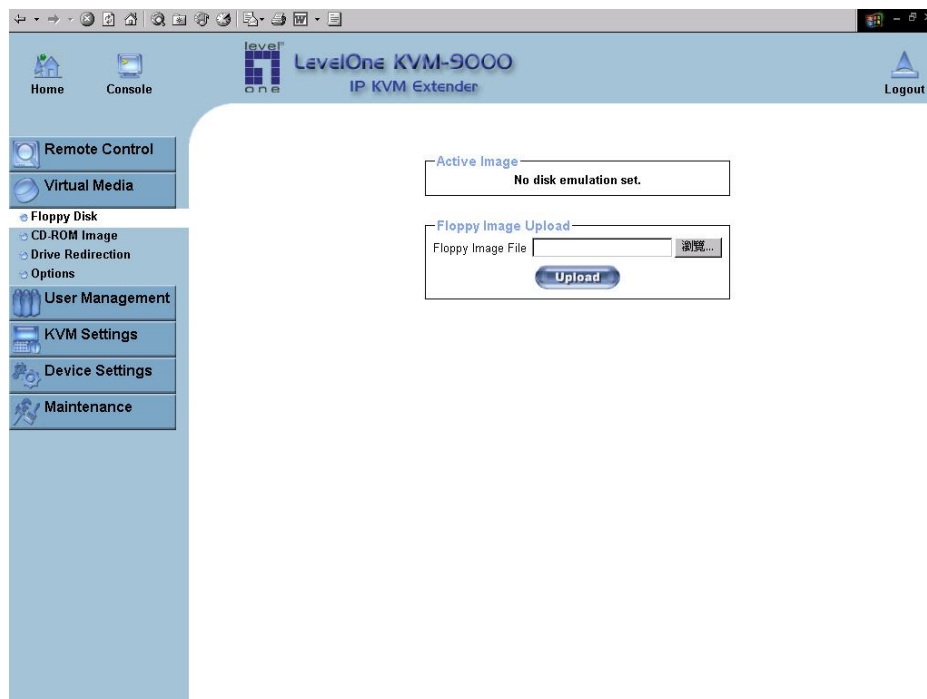 level
one
LevelOne KVM-9000
IP KVM Extender
Home
Console
Logout
Remote Control
Virtual Media
Floppy Disk
CD-ROM Image
Drive Redirection
Options
User Management
KVM Settings
Device Settings
Maintenance
Active Image
No disk emulation set.
Floppy Image Upload
Floppy Image File
瀏覽...
Upload